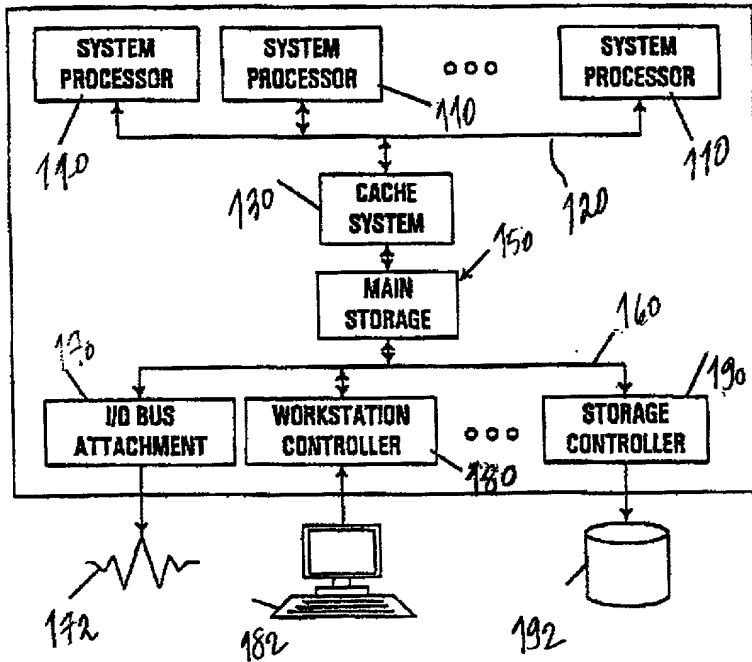 SYSTEM PROCESSOR
SYSTEM PROCESSOR
SYSTEM PROCESSOR
110
110
110
120
130
CACHE SYSTEM
150
MAIN STORAGE
160
170
190
I/O BUS ATTACHMENT
WORKSTATION CONTROLLER
STORAGE CONTROLLER
180
172
182
192